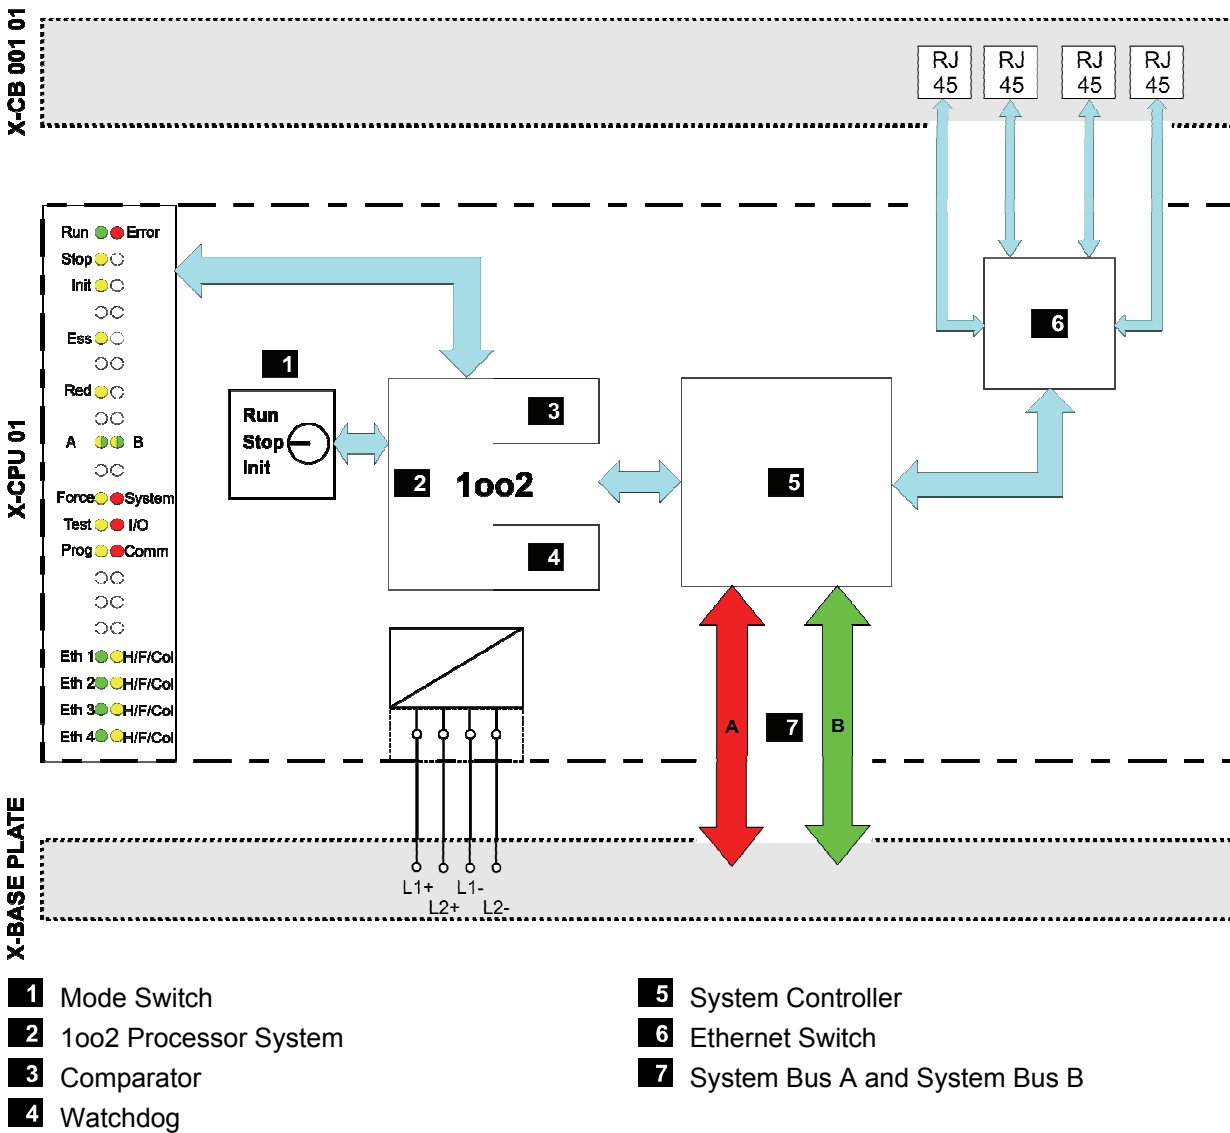 X-CB 001 01
RJ 45
RJ 45
RJ 45
RJ 45
X-CPU 01
Run Error
Stop
Init
Ess
Red
A B
Force System
Test I/O
Prog Comm
Eth 1 H/F/Col
Eth 2 H/F/Col
Eth 3 H/F/Col
Eth 4 H/F/Col
1
Run
Stop
Init
2 1oo2
3
4
5
6
A 7 B
X-BASE PLATE
L1+ L1-
L2+ L2-
1 Mode Switch
2 1oo2 Processor System
3 Comparator
4 Watchdog
5 System Controller
6 Ethernet Switch
7 System Bus A and System Bus B